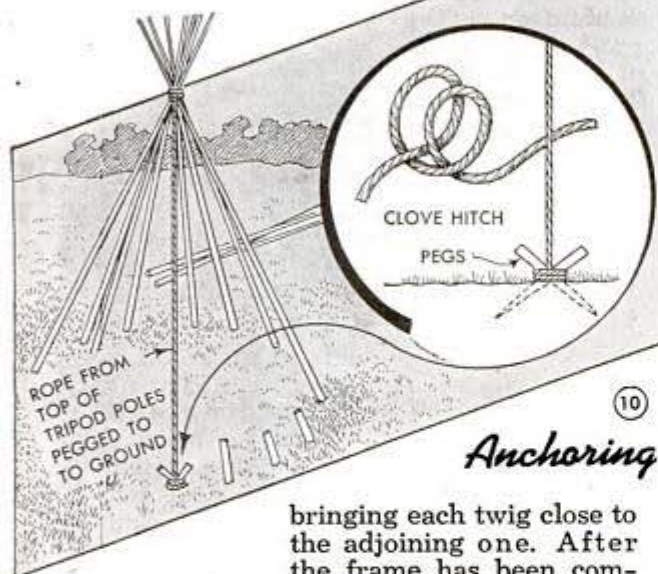 CLOVE HITCH
PEGS
ROPE FROM
TOP OF
TRIPOD POLES
PEGGED TO
TO GROUND
10
Anchoring
bringing each twig close to
the adjoining one. After
the frame has been com-